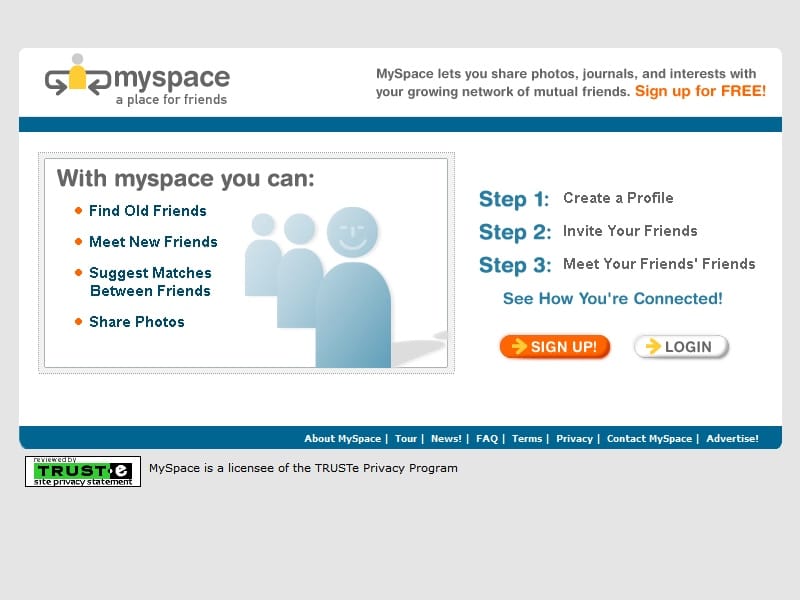 myspace
a place for friends
MySpace lets you share photos, journals, and interests with
your growing network of mutual friends. Sign up for FREE!
With myspace you can:
Find Old Friends
Meet New Friends
Suggest Matches
Between Friends
Share Photos
Step 1: Create a Profile
Step 2: Invite Your Friends
Step 3: Meet Your Friends' Friends
See How You're Connected!
SIGN UP!
LOGIN
About MySpace | Tour | News! | FAQ | Terms | Privacy | Contact MySpace | Advertise!
reviewed by
TRUST·e
site privacy statement
MySpace is a licensee of the TRUSTe Privacy Program